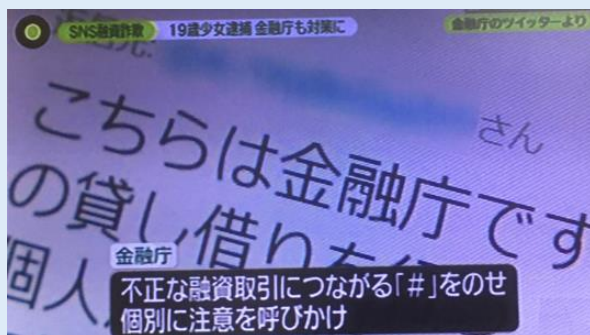 SNS融資詐欺
19歳少女逮捕 金融庁も対策に
金融庁のツイッターより
さん
こちらは金融庁です
の貸し借りを
個人
金融庁
不正な融資取引につながる「#」をのせ
個別に注意を呼びかけ